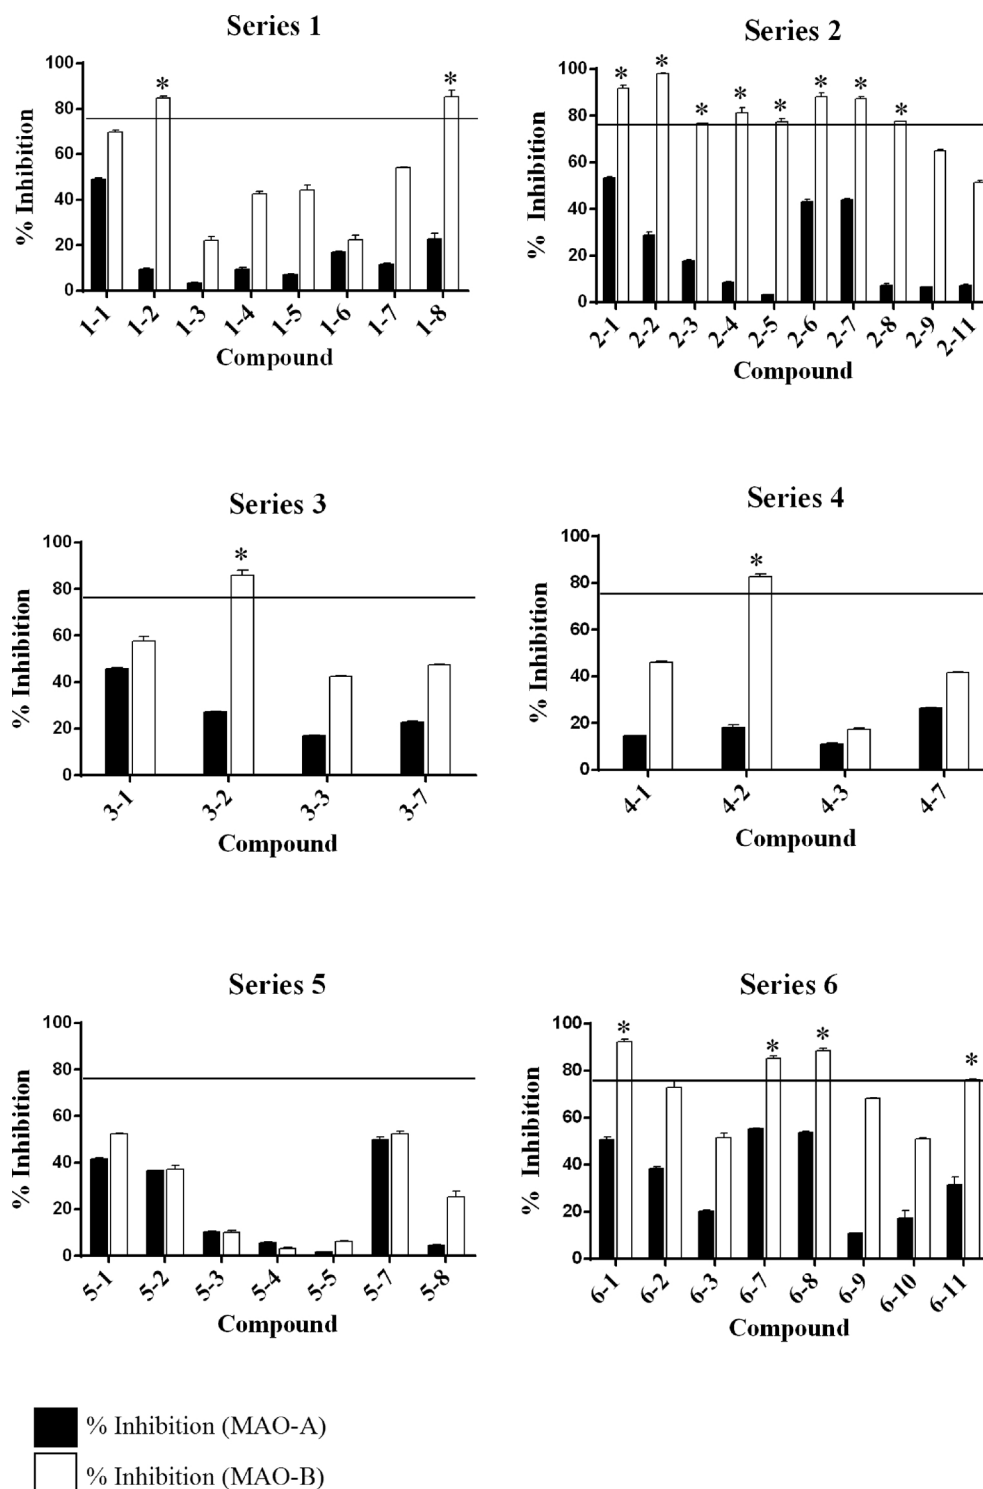 Series 1
% Inhibition
100
80
60
40
20
0
* *
1-1 1-2 1-3 1-4 1-5 1-6 1-7 1-8
Compound
Series 2
% Inhibition
100
80
60
40
20
0
* * * * * * * *
2-1 2-2 2-3 2-4 2-5 2-6 2-7 2-8 2-9 2-11
Compound
Series 3
% Inhibition
100
80
60
40
20
0
*
3-1 3-2 3-3 3-7
Compound
Series 4
% Inhibition
100
80
60
40
20
0
*
4-1 4-2 4-3 4-7
Compound
Series 5
% Inhibition
100
80
60
40
20
0
5-1 5-2 5-3 5-4 5-5 5-7 5-8
Compound
Series 6
% Inhibition
100
80
60
40
20
0
* * * *
6-1 6-2 6-3 6-7 6-8 6-9 6-10 6-11
Compound
% Inhibition (MAO-A)
% Inhibition (MAO-B)